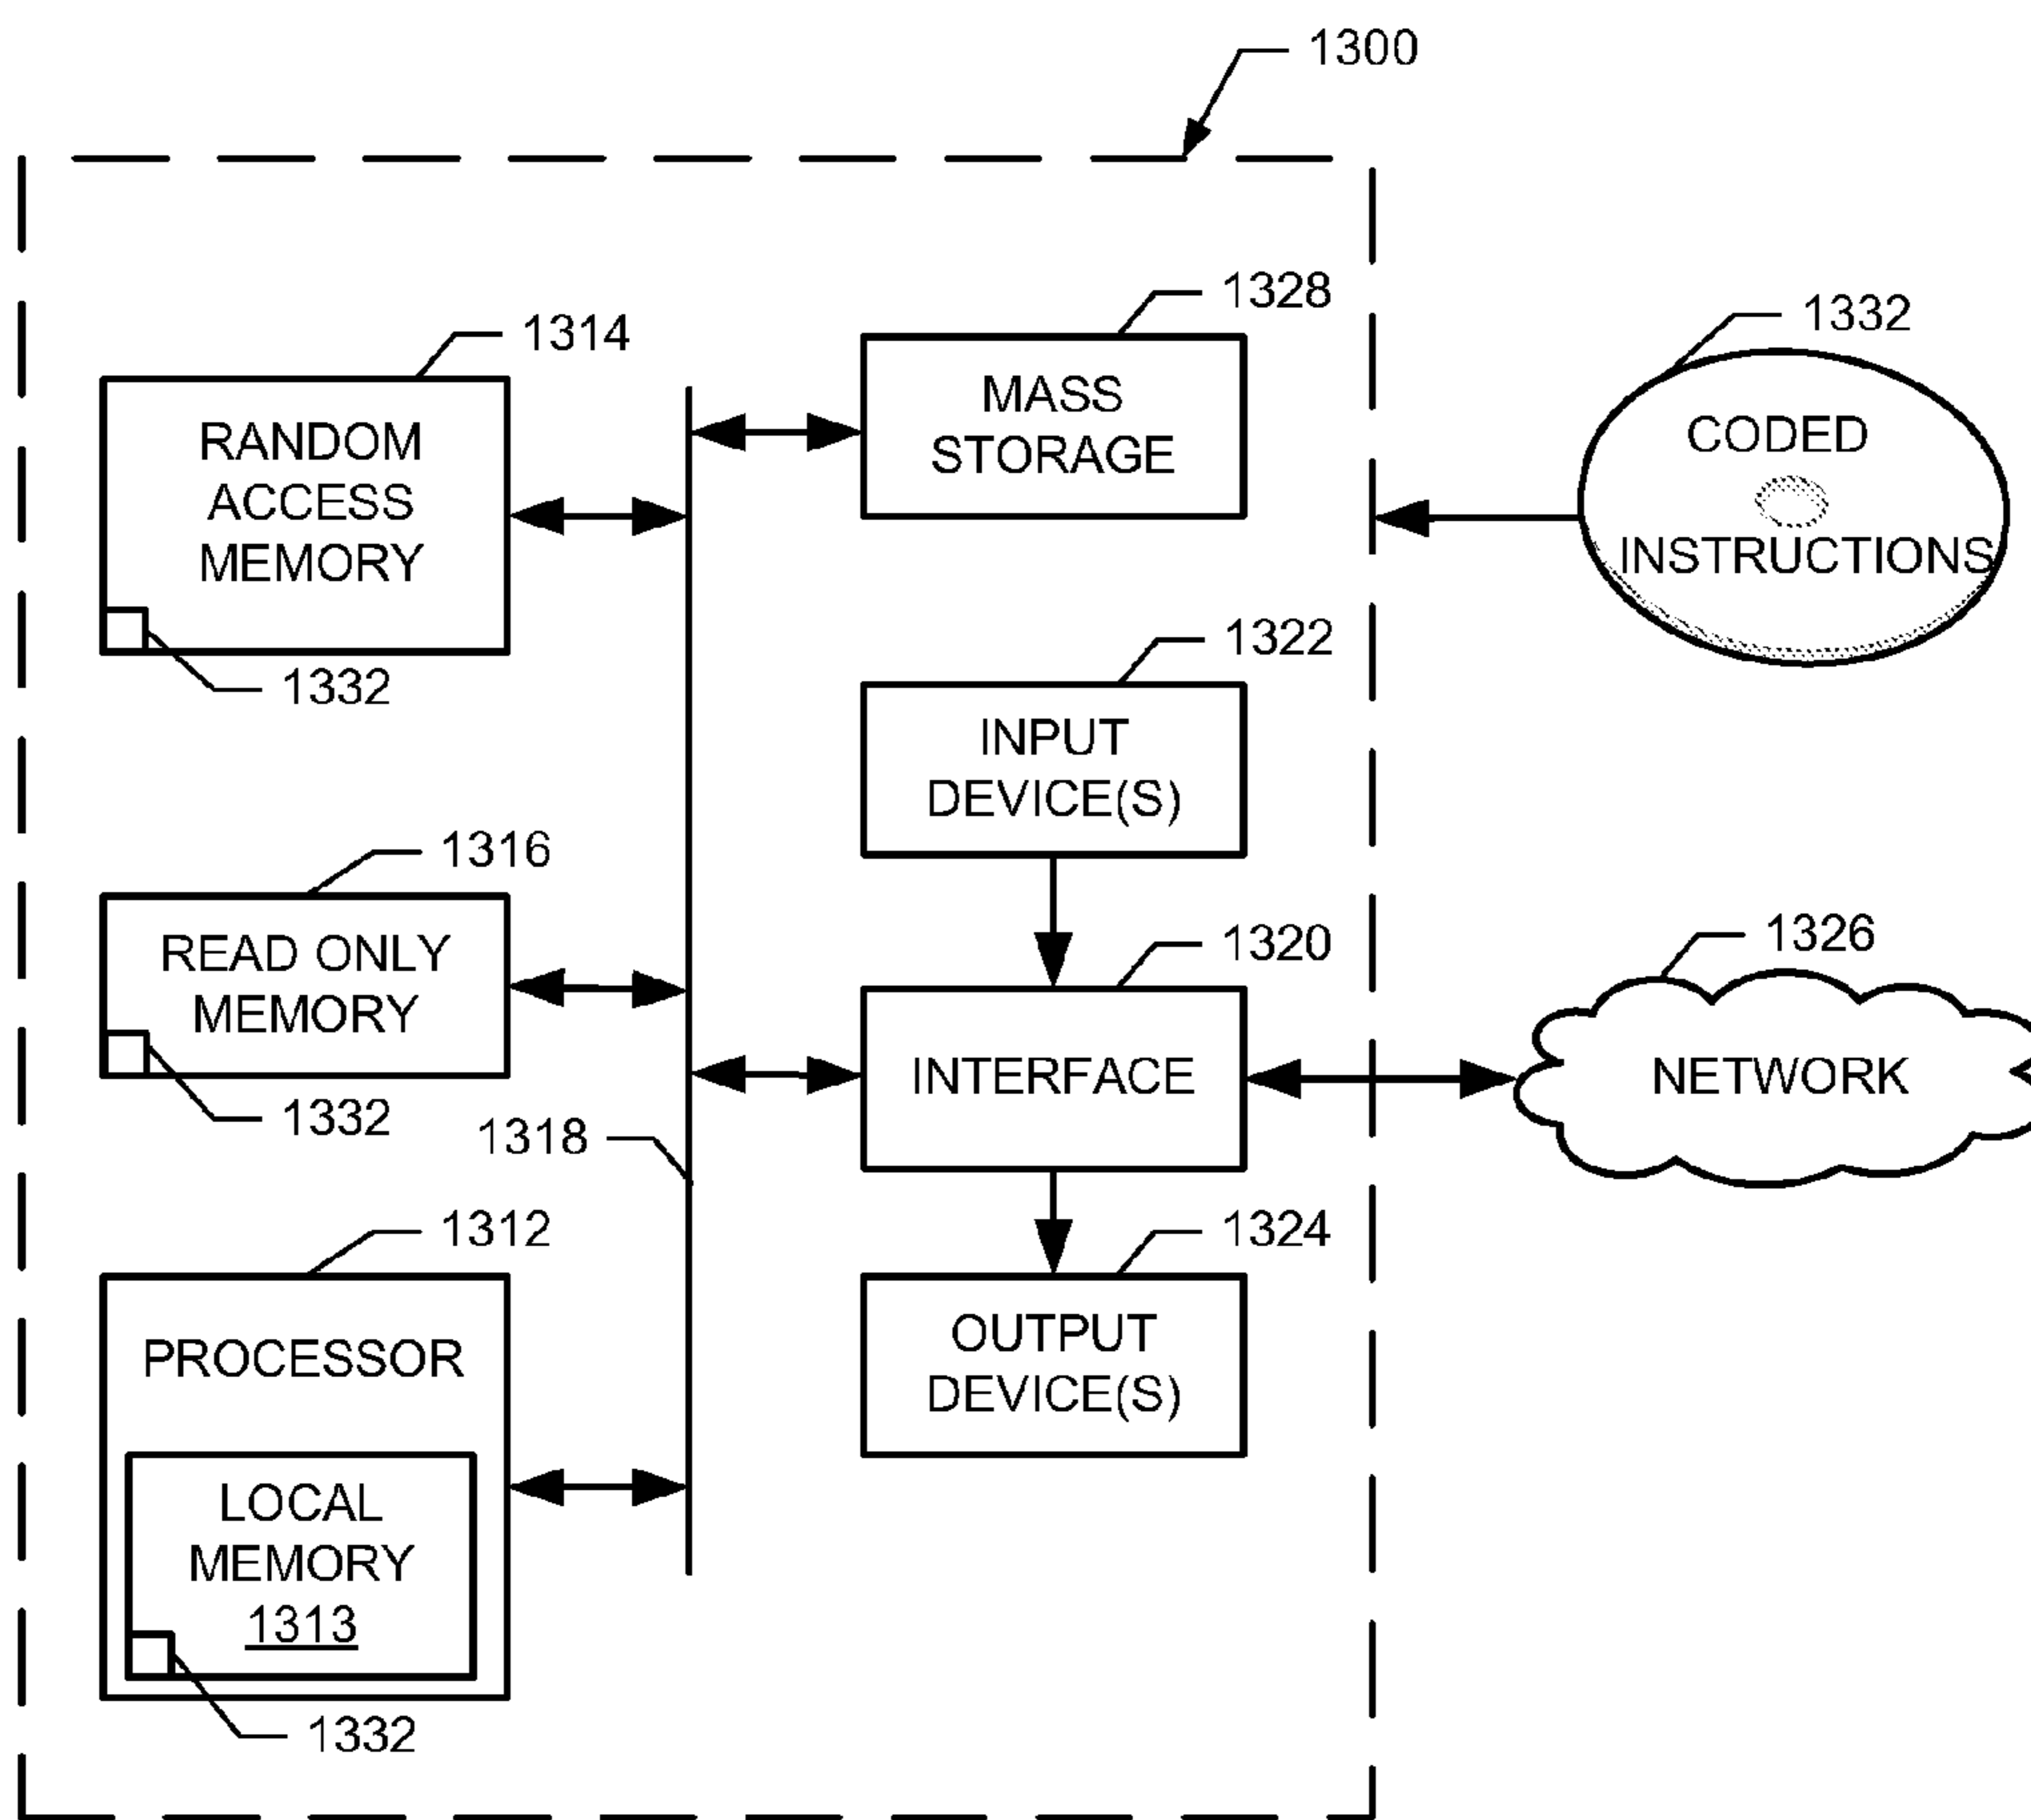 1300
1328
MASS
STORAGE
1314
RANDOM
ACCESS
MEMORY
1332
1332
CODED
INSTRUCTIONS
1322
INPUT
DEVICE(S)
1316
READ ONLY
MEMORY
1332
1320
INTERFACE
1326
NETWORK
1318
1312
PROCESSOR
LOCAL
MEMORY
1313
1332
1324
OUTPUT
DEVICE(S)